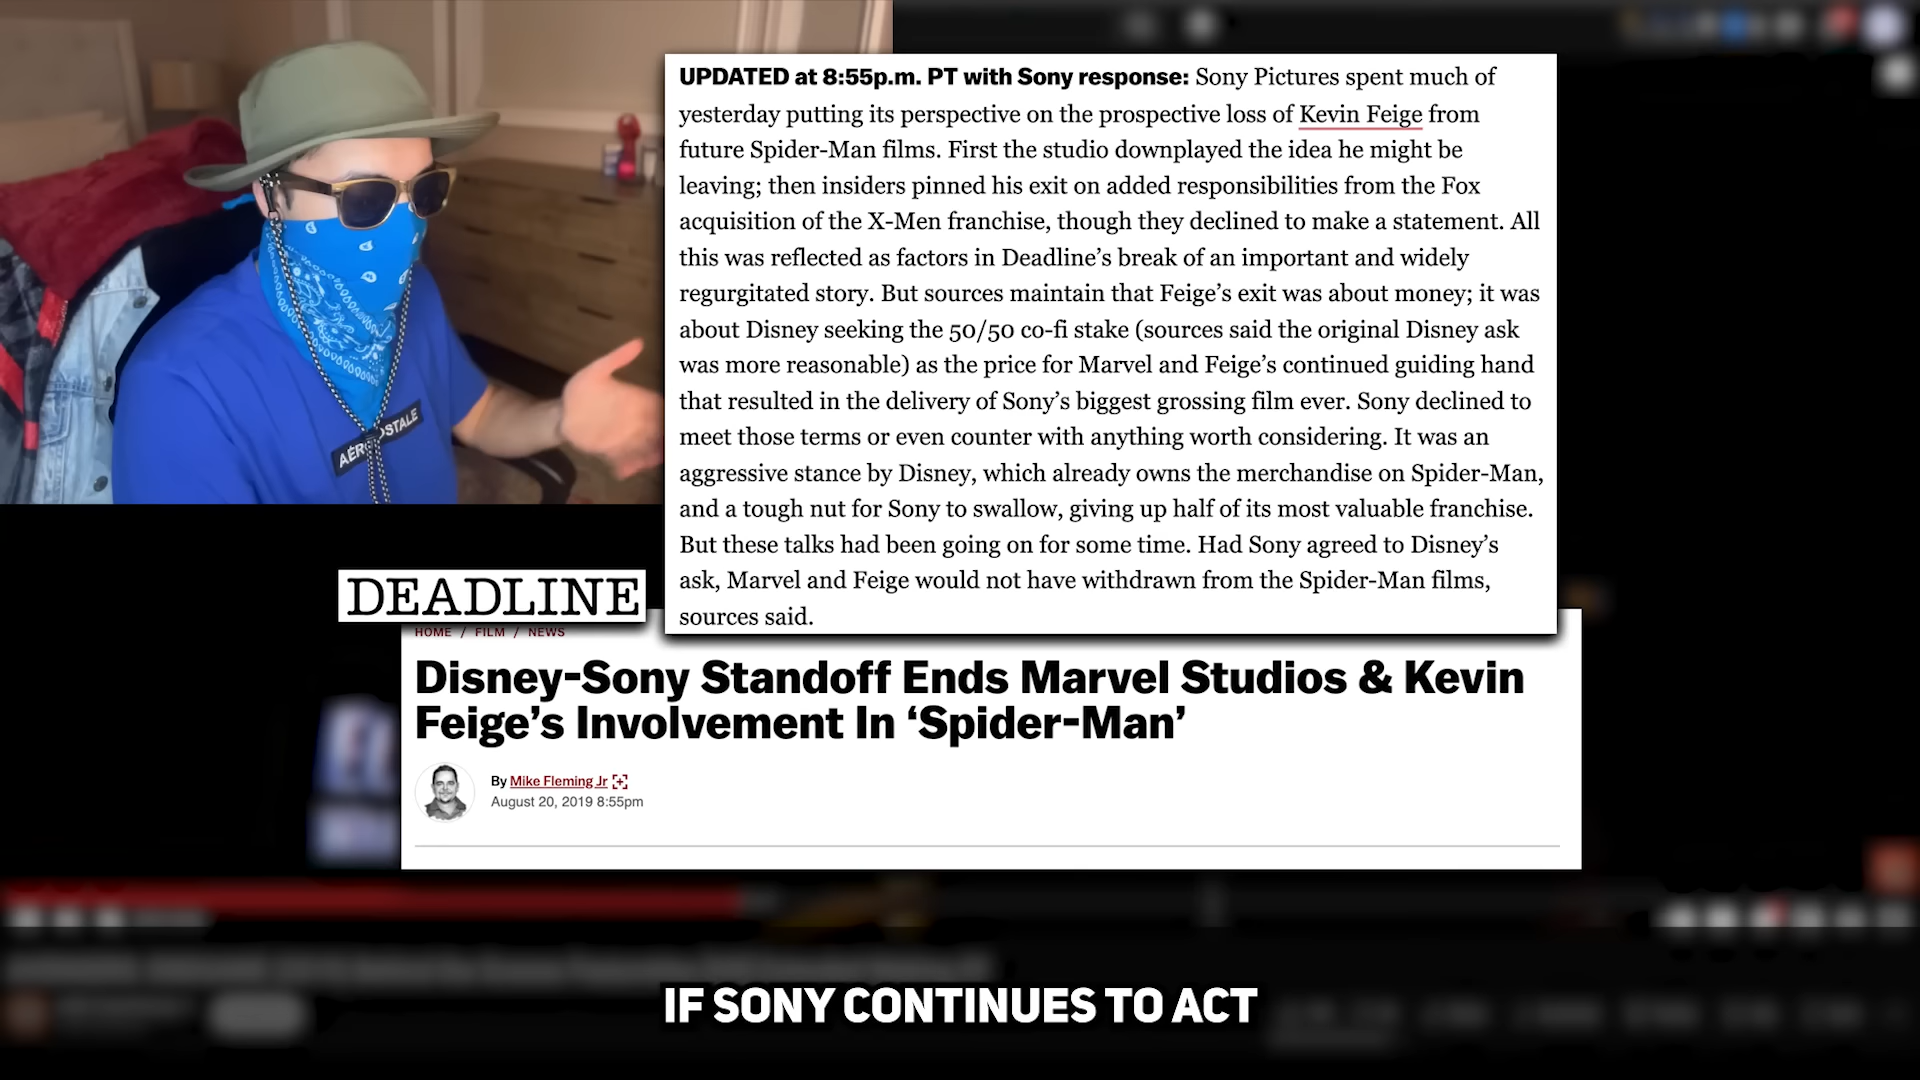 UPDATED at 8:55p.m. PT with Sony response: Sony Pictures spent much of
yesterday putting its perspective on the prospective loss of Kevin Feige from
future Spider-Man films. First the studio downplayed the idea he might be
leaving; then insiders pinned his exit on added responsibilities from the Fox
acquisition of the X-Men franchise, though they declined to make a statement. All
this was reflected as factors in Deadline’s break of an important and widely
regurgitated story. But sources maintain that Feige’s exit was about money; it was
about Disney seeking the 50/50 co-fi stake (sources said the original Disney ask
was more reasonable) as the price for Marvel and Feige’s continued guiding hand
that resulted in the delivery of Sony’s biggest grossing film ever. Sony declined to
meet those terms or even counter with anything worth considering. It was an
aggressive stance by Disney, which already owns the merchandise on Spider-Man,
and a tough nut for Sony to swallow, giving up half of its most valuable franchise.
But these talks had been going on for some time. Had Sony agreed to Disney’s
ask, Marvel and Feige would not have withdrawn from the Spider-Man films,
sources said.
DEADLINE
HOME / FILM / NEWS
Disney-Sony Standoff Ends Marvel Studios & Kevin
Feige’s Involvement In ‘Spider-Man’
By Mike Fleming Jr
August 20, 2019 8:55pm
IF SONY CONTINUES TO ACT